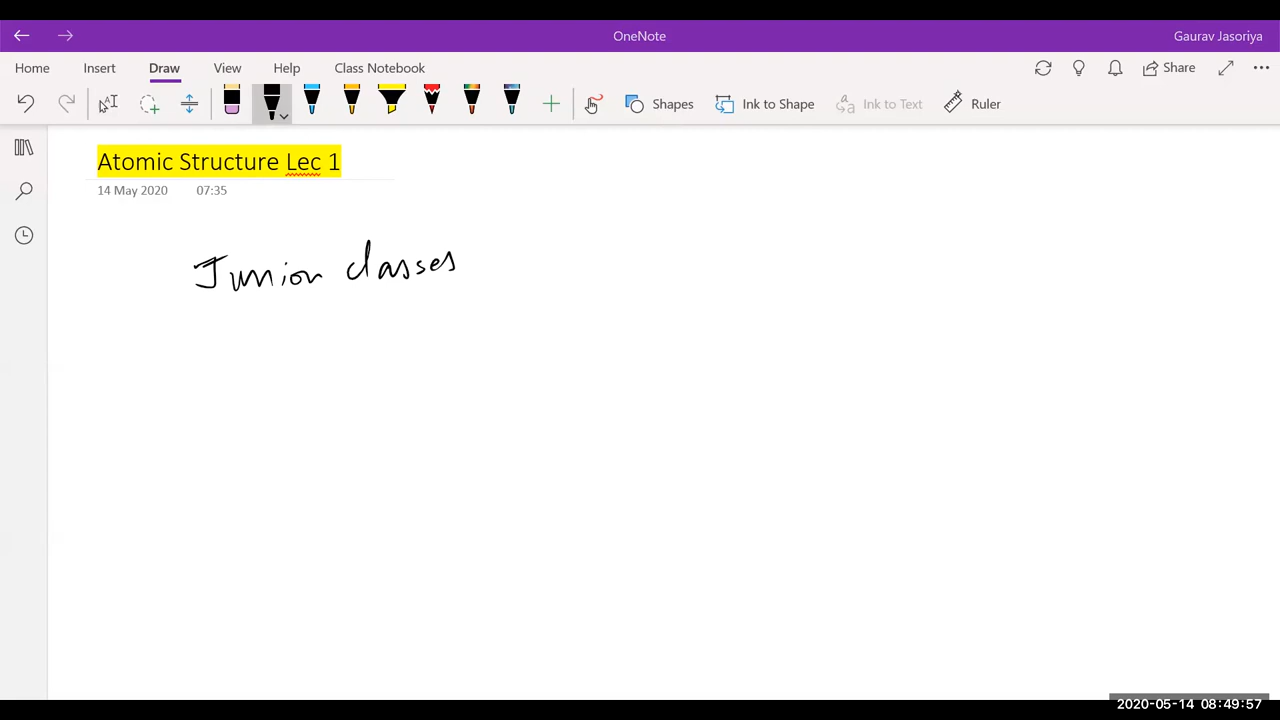 OneNote
Gaurav Jasoriya
Home Insert Draw View Help Class Notebook
Share
Shapes Ink to Shape Ink to Text Ruler
Atomic Structure Lec 1
14 May 2020 07:35
Junior classes
2020-05-14 08:49:57